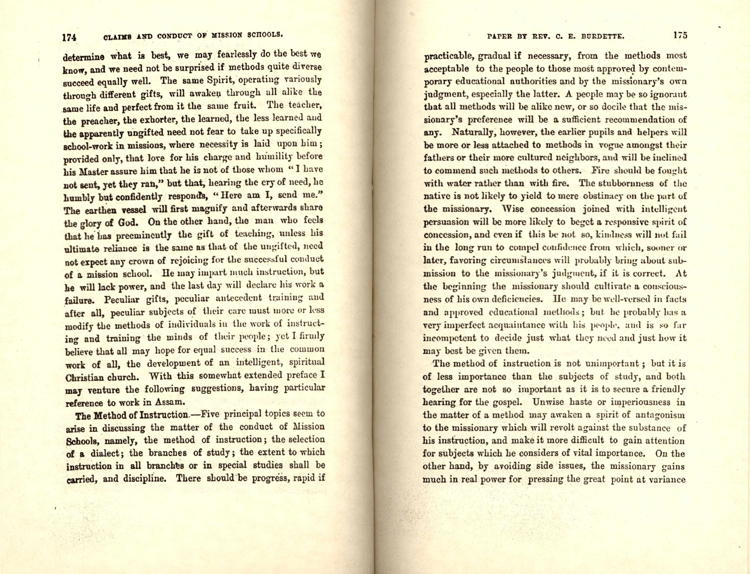 174 CLAIMS AND CONDUCT OF MISSION SCHOOLS.
determine what is best, we may fearlessly do the best we
know, and we need not be surprised if methods quite diverse
succeed equally well. The same Spirit, operating variously
through different gifts, will awaken through all alike the
same life and perfect from it the same fruit. The teacher,
the preacher, the exhorter, the learned, the less learned and
the apparently ungifted need not fear to take up specifically
school-work in missions, where necessity is laid upon him;
provided only, that love for his charge and humility before
his Master assure him that he is not of those whom "I have
not sent, yet they ran," but that, hearing the cry of need, he
humbly but confidently responds, "Here am I, send me."
The earthen vessel will first magnify and afterwards share
the glory of God. On the other hand, the man who feels
that he has preeminently the gift of teaching, unless his
ultimate reliance is the same as that of the ungifted, need
not expect any crown of rejoicing for the successful conduct
of a mission school. He may impart much instruction, but
he will lack power, and the last day will declare his work a
failure. Peculiar gifts, peculiar antecedent training and
after all, peculiar subjects of their care must more or less
modify the methods of individuals in the work of instruct-
ing and training the minds of their people; yet I firmly
believe that all may hope for equal success in the common
work of all, the development of an intelligent, spiritual
Christian church. With this somewhat extended preface I
may venture the following suggestions, having particular
reference to work in Assam.
The Method of Instruction.—Five principal topics seem to
arise in discussing the matter of the conduct of Mission
Schools, namely, the method of instruction; the selection
of a dialect; the branches of study; the extent to which
instruction in all branches or in special studies shall be
carried, and discipline. There should be progress, rapid if
PAPER BY REV. C. E. BURDETTE. 175
practicable, gradual if necessary, from the methods most
acceptable to the people to those most approved by contem-
porary educational authorities and by the missionary's own
judgment, especially the latter. A people may be so ignorant
that all methods will be alike new, or so docile that the mis-
sionary's preference will be a sufficient recommendation of
any. Naturally, however, the earlier pupils and helpers will
be more or less attached to methods in vogue amongst their
fathers or their more cultured neighbors, and will be inclined
to commend such methods to others. Fire should be fought
with water rather than with fire. The stubbornness of the
native is not likely to yield to mere obstinacy on the part of
the missionary. Wise concession joined with intelligent
persuasion will be more likely to beget a responsive spirit of
concession, and even if this be not so, kindness will not fail
in the long run to compel confidence from which, sooner or
later, favoring circumstances will probably bring about sub-
mission to the missionary's judgment, if it is correct. At
the beginning the missionary should cultivate a conscious-
ness of his own deficiencies. He may be well-versed in facts
and approved educational methods; but he probably has a
very imperfect acquaintance with his people, and is so far
incompetent to decide just what they need and just how it
may best be given them.
The method of instruction is not unimportant; but it is
of less importance than the subjects of study, and both
together are not so important as it is to secure a friendly
hearing for the gospel. Unwise haste or imperiousness in
the matter of a method may awaken a spirit of antagonism
to the missionary which will revolt against the substance of
his instruction, and make it more difficult to gain attention
for subjects which he considers of vital importance. On the
other hand, by avoiding side issues, the missionary gains
much in real power for pressing the great point at variance